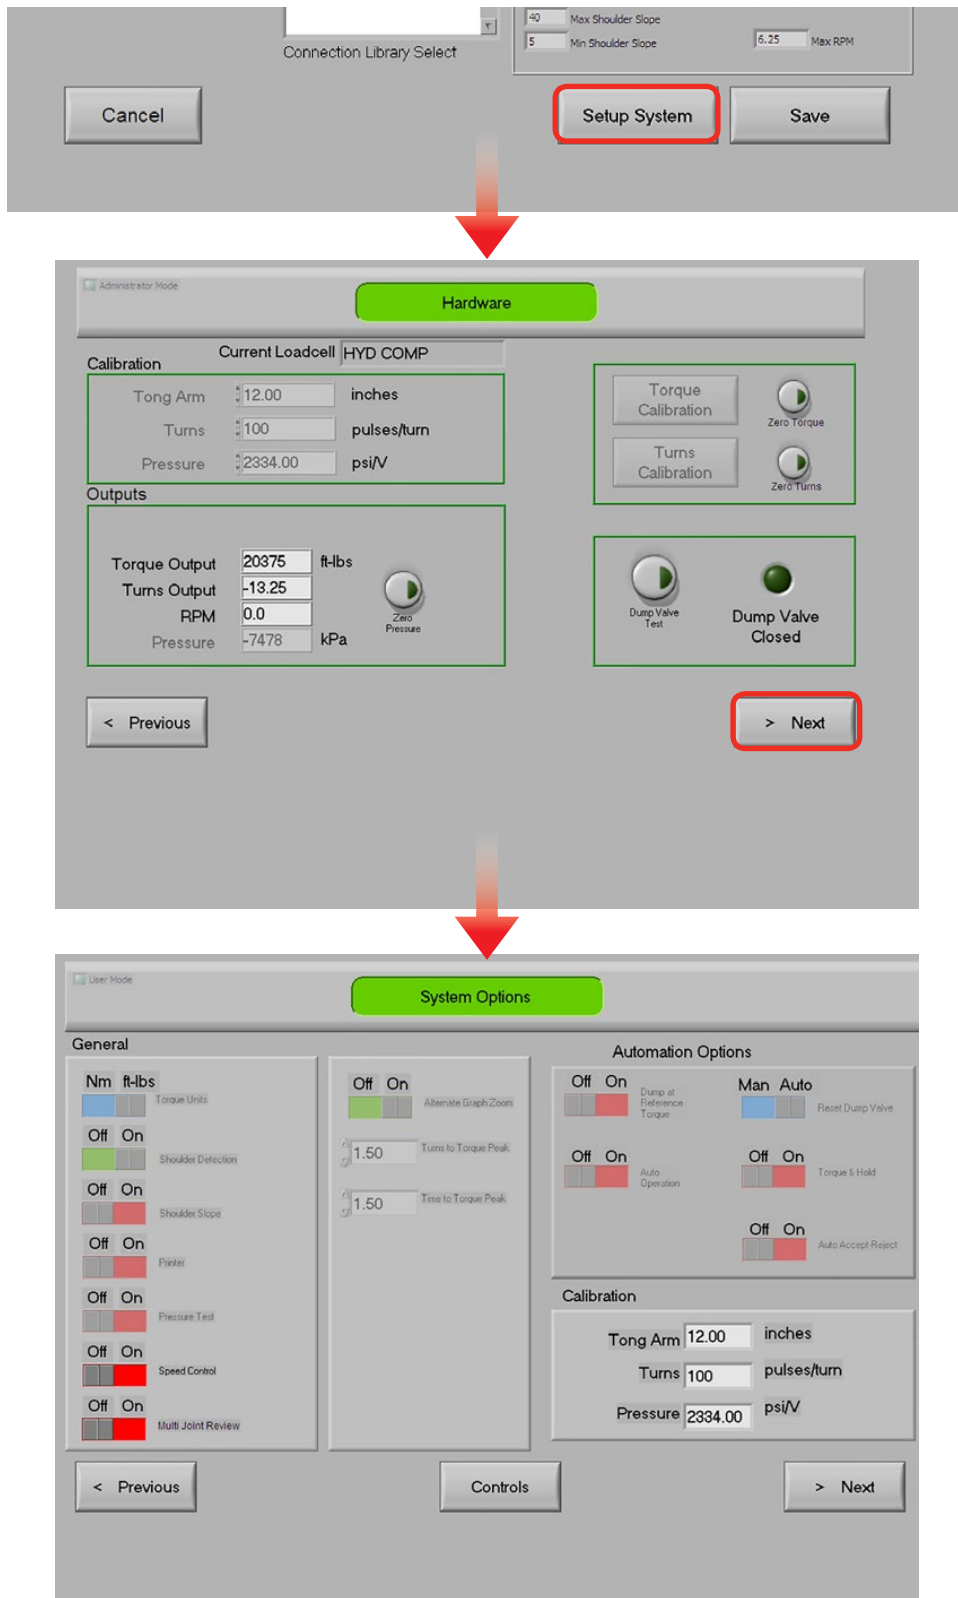 40 Max Shoulder Slope
5 Min Shoulder Slope 6.25 Max RPM
Connection Library Select
Cancel Setup System Save
Administrator Mode
Hardware
Current Loadcell HYD COMP
Calibration
Tong Arm 12.00 inches
Turns 100 pulses/turn
Pressure 2334.00 psi/V
Torque Calibration Zero Torque
Turns Calibration Zero Turns
Outputs
Torque Output 20375 ft-lbs
Turns Output -13.25
RPM 0.0
Pressure -7478 kPa
Zero Pressure
Dump Valve Test
Dump Valve Closed
< Previous > Next
User Mode
System Options
General
Nm ft-lbs Torque Units
Off On Shoulder Detection
Off On Shoulder Slope
Off On Printer
Off On Pressure Test
Off On Speed Control
Off On Multi Joint Review
Off On Alternate Graph Zoom
1.50 Turns to Torque Peak
1.50 Time to Torque Peak
Automation Options
Off On Dump at Reference Torque
Man Auto Reset Dump Valve
Off On Auto Operation
Off On Torque & Hold
Off On Auto Accept-Reject
Calibration
Tong Arm 12.00 inches
Turns 100 pulses/turn
Pressure 2334.00 psi/V
< Previous Controls > Next